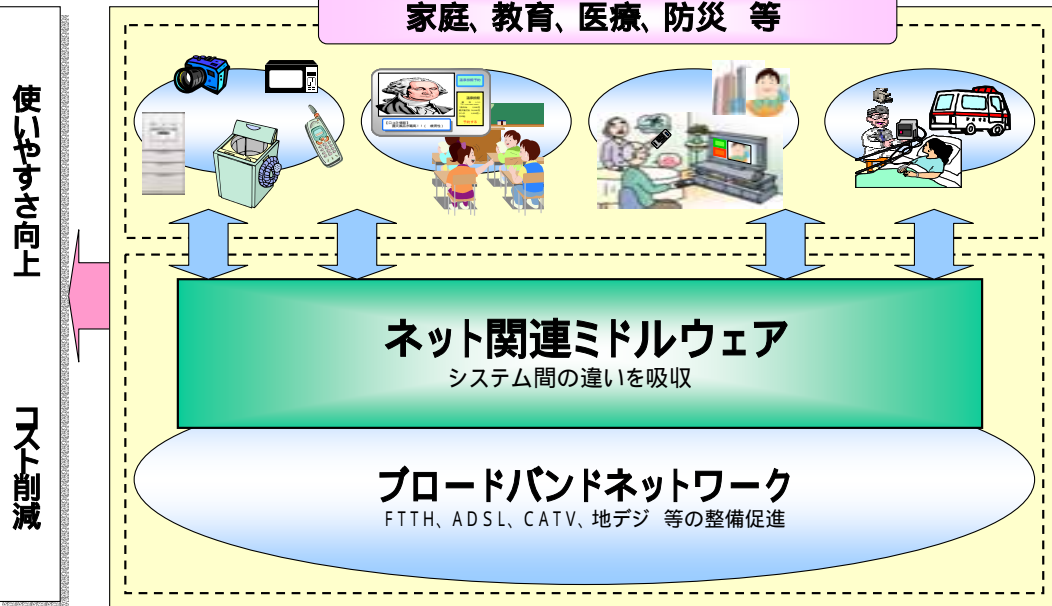 家庭、教育、医療、防災 等
使いやすさ向上
コスト削減
ネット関連ミドルウェア
システム間の違いを吸収
ブロードバンドネットワーク
FTTH、ADSL、CATV、地デジ 等の整備促進